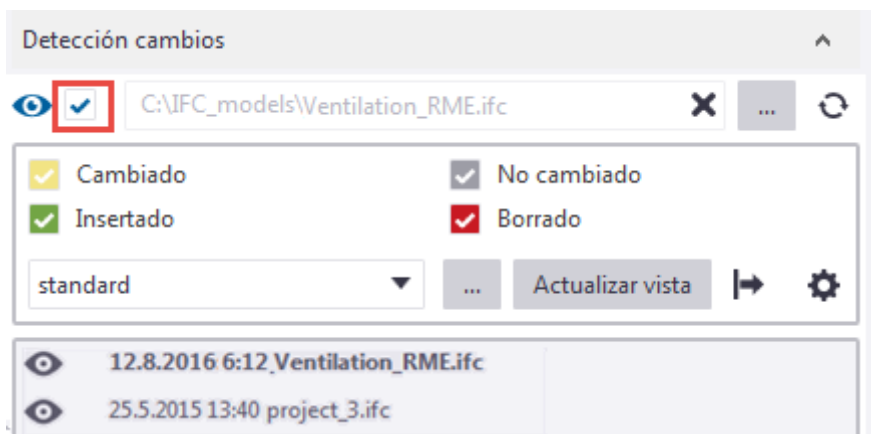 Detección cambios
C:\IFC_models\Ventilation_RME.ifc ...
Cambiado No cambiado
Insertado Borrado
standard ... Actualizar vista
12.8.2016 6:12 Ventilation_RME.ifc
25.5.2015 13:40 project_3.ifc